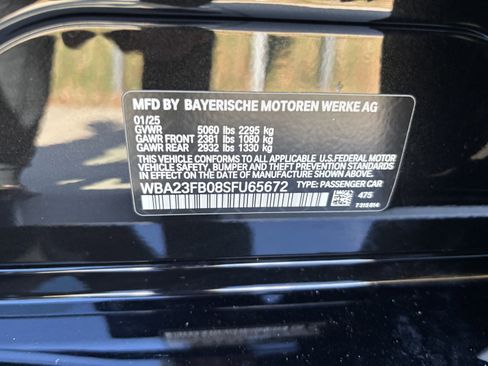 MFD BY BAYERISCHE MOTOREN WERKE AG
01/25
GVWR 5060 lbs 2295 kg
GAWR FRONT 2381 lbs 1080 kg
GAWR REAR 2932 lbs 1330 kg
THIS VEHICLE CONFORMS TO ALL APPLICABLE U.S. FEDERAL MOTOR
VEHICLE SAFETY, BUMPER AND THEFT PREVENTION STANDARDS
IN EFFECT ON THE DATE OF MANUFACTURE SHOWN ABOVE.
WBA23FB08SFU65672 TYPE: PASSENGER CAR
475